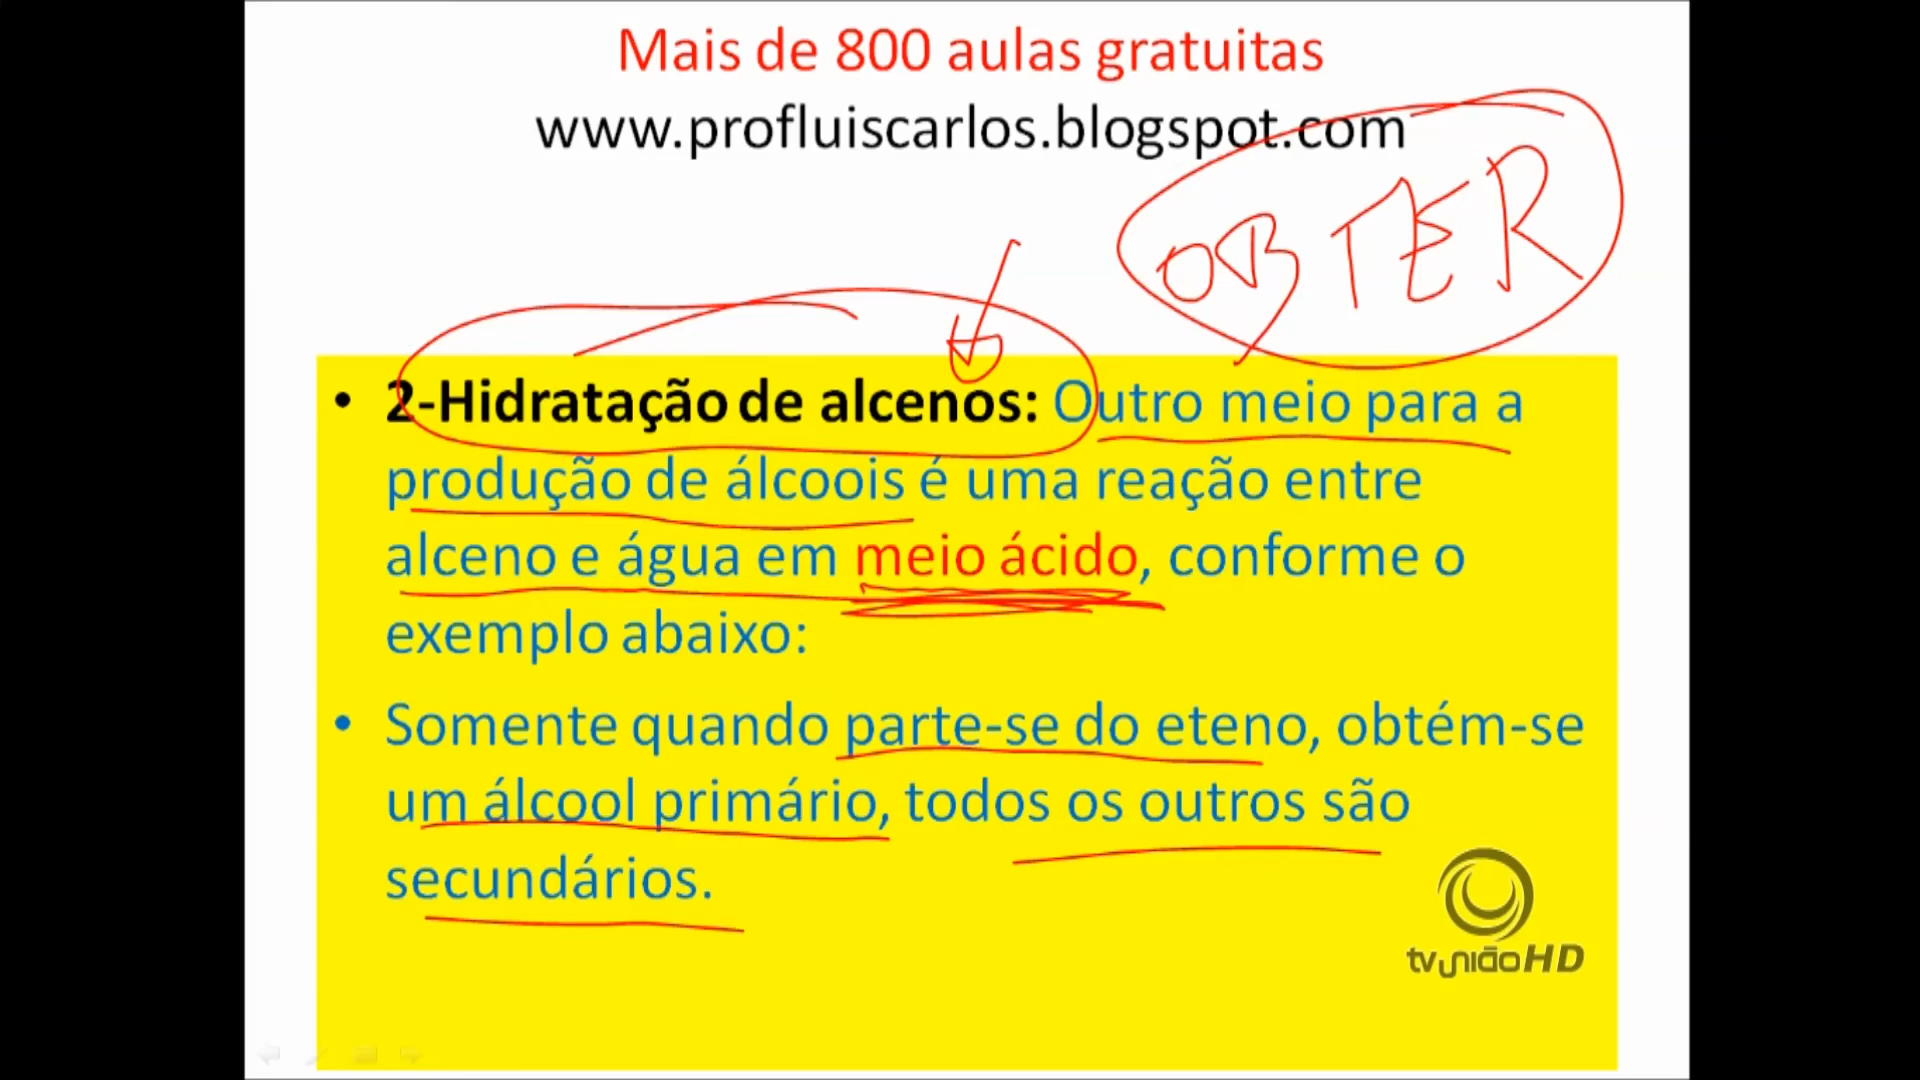 Mais de 800 aulas gratuitas
www.profluiscarlos.blogspot.com
OBTER
• 2-Hidratação de alcenos: Outro meio para a
produção de álcoois é uma reação entre
alceno e água em meio ácido, conforme o
exemplo abaixo:
• Somente quando parte-se do eteno, obtém-se
um álcool primário, todos os outros são
secundários.
tvuniãoHD